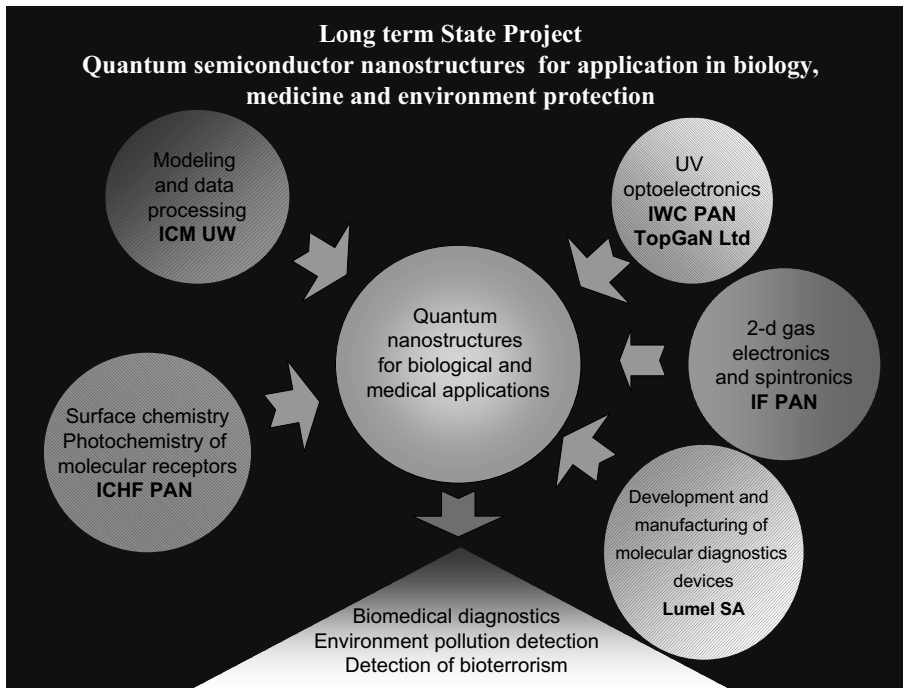 Long term State Project
Quantum semiconductor nanostructures for application in biology,
medicine and environment protection
Modeling
and data
processing
ICM UW
UV
optoelectronics
IWC PAN
TopGaN Ltd
Quantum
nanostructures
for biological and
medical applications
2-d gas
electronics
and spintronics
IF PAN
Surface chemistry
Photochemistry of
molecular receptors
ICHF PAN
Development and
manufacturing of
molecular diagnostics
devices
Lumel SA
Biomedical diagnostics
Environment pollution detection
Detection of bioterrorism